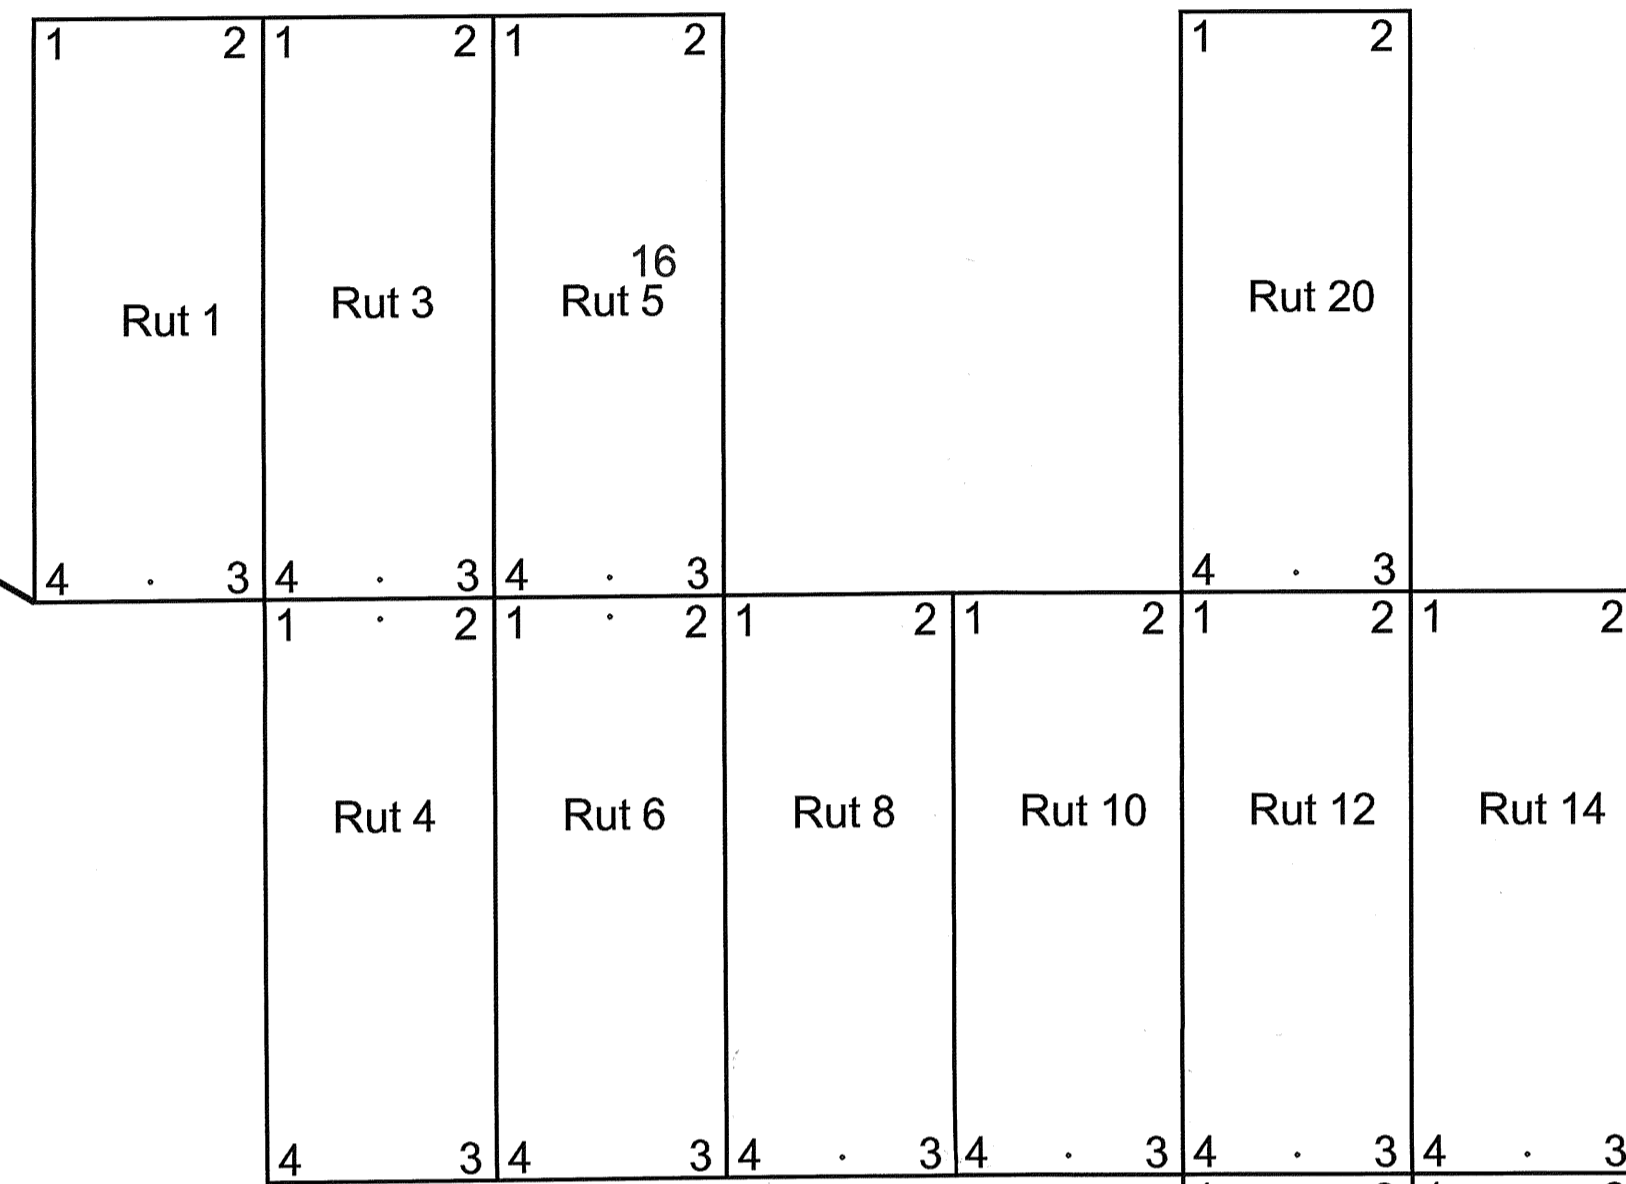 1 2 1 2 1 2 1 2
16
Rut 1 Rut 3 Rut 5 Rut 20
4 3 4 3 4 3 4 3
1 2 1 2 1 2 1 2 1 2 1 2
Rut 4 Rut 6 Rut 8 Rut 10 Rut 12 Rut 14
4 3 4 3 4 3 4 3 4 3 4 3